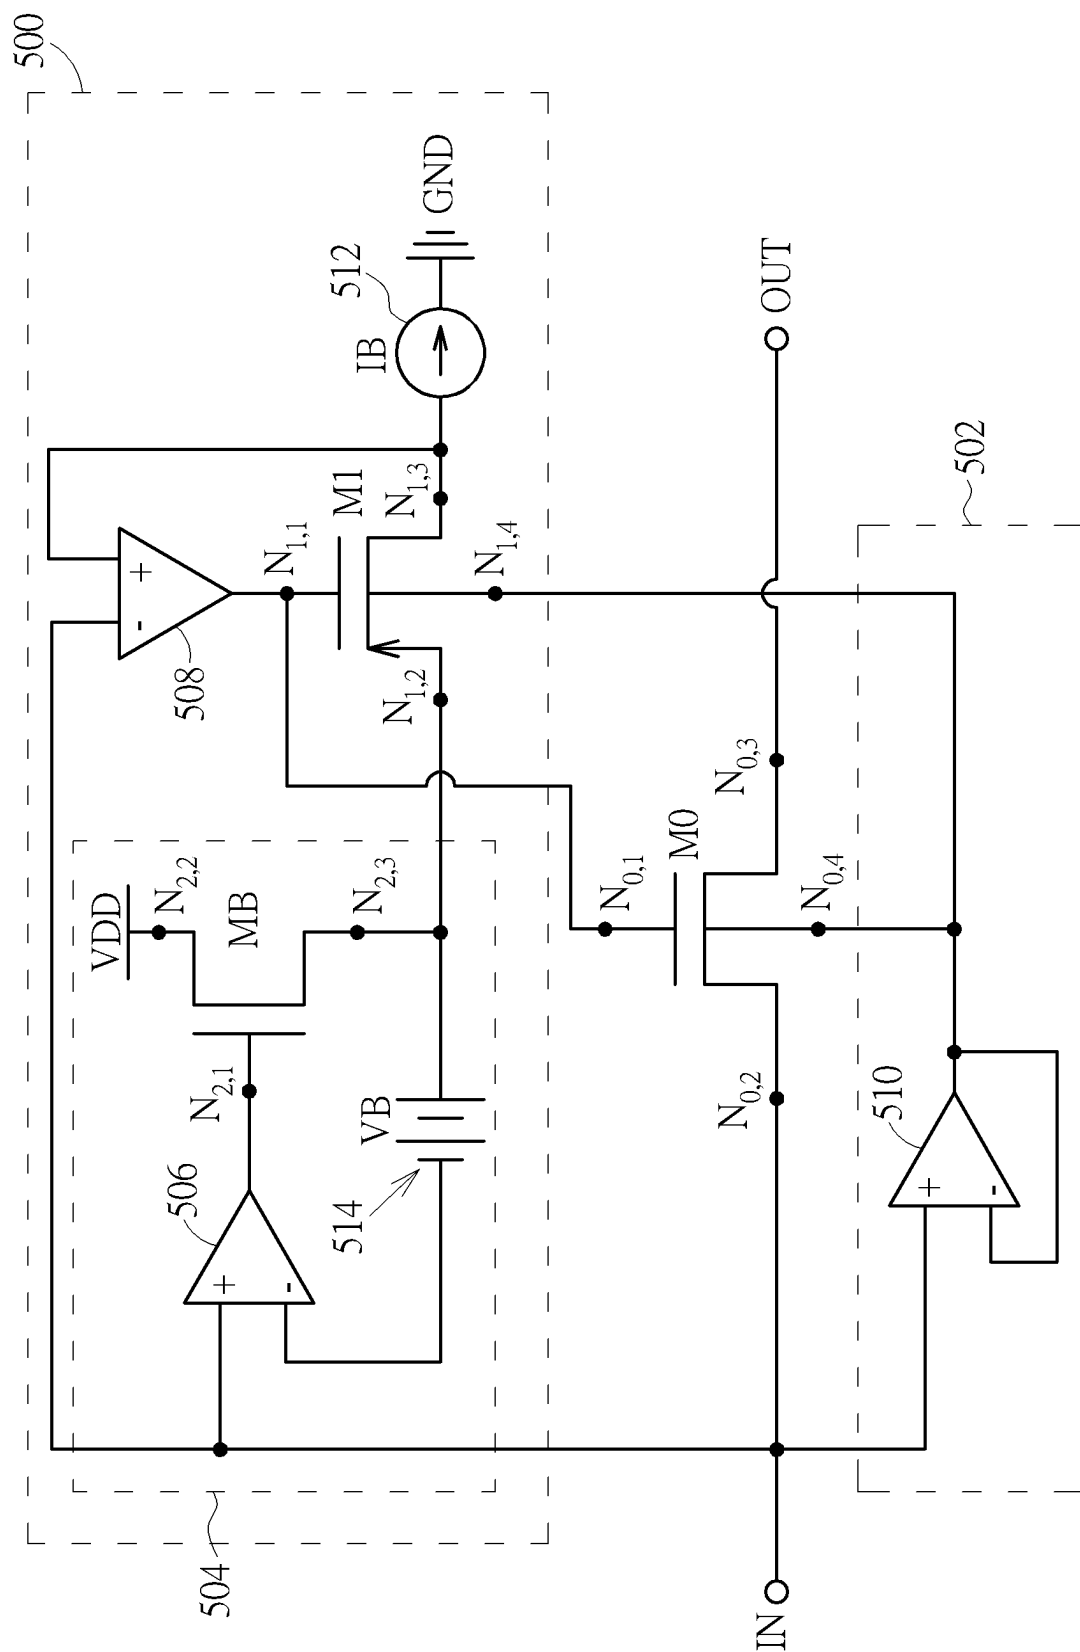 500
GND
512
IB
N1,3
M1
N1,1
N1,4
+
-
508
N1,2
OUT
502
VDD
N2,2
MB
N2,3
N2,1
VB
514
506
+
-
504
N0,3
M0
N0,1
N0,4
N0,2
510
+
-
IN